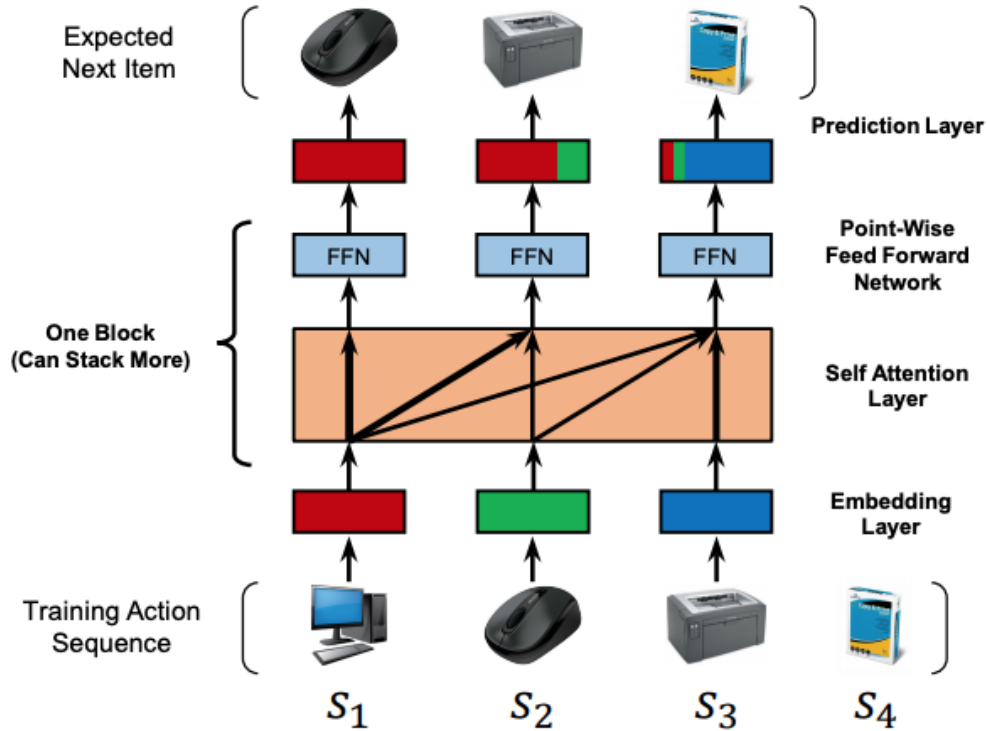 Expected
Next Item
Prediction Layer
Point-Wise
Feed Forward
Network
FFN
FFN
FFN
One Block
(Can Stack More)
Self Attention
Layer
Embedding
Layer
Training Action
Sequence
S1
S2
S3
S4